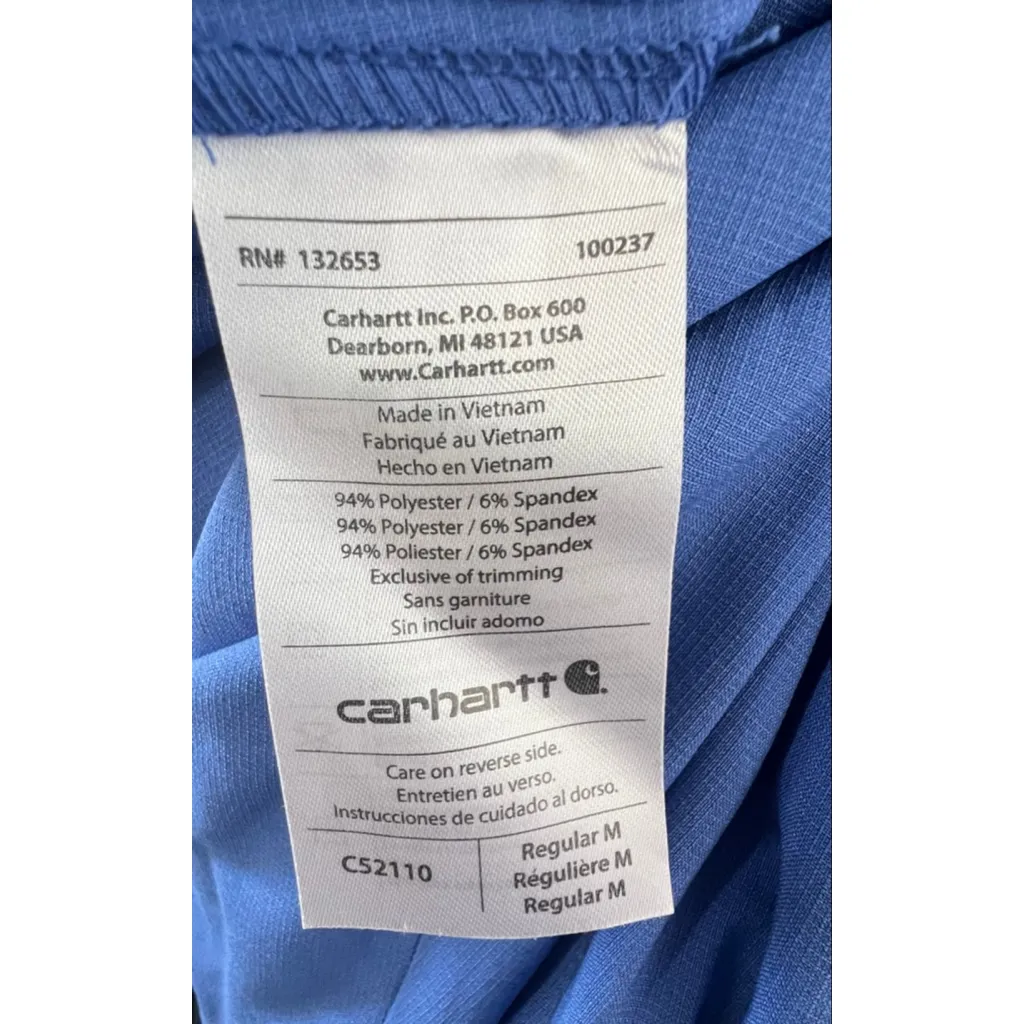 RN# 132653 100237
Carhartt Inc. P.O. Box 600
Dearborn, MI 48121 USA
www.Carhartt.com
Made in Vietnam
Fabriqué au Vietnam
Hecho en Vietnam
94% Polyester / 6% Spandex
94% Polyester / 6% Spandex
94% Poliester / 6% Spandex
Exclusive of trimming
Sans garniture
Sin incluir adorno
carhartt
Care on reverse side.
Entretien au verso.
Instrucciones de cuidado al dorso.
C52110
Regular M
Régulière M
Regular M